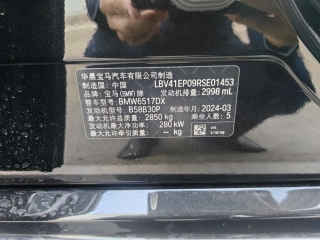 华晨宝马汽车有限公司制造
制造国：中国 LBV41EP09RSE01453
品牌：宝马(BMW)牌 发动机排量：2998 mL
整车型号：BMW6517DX
发动机型号：B58B30P 制造年月：2024-03
最大允许总质量：2850 kg 乘坐人数：5
发动机最大净功率：280 kW
最大允许牵引质量：— kg